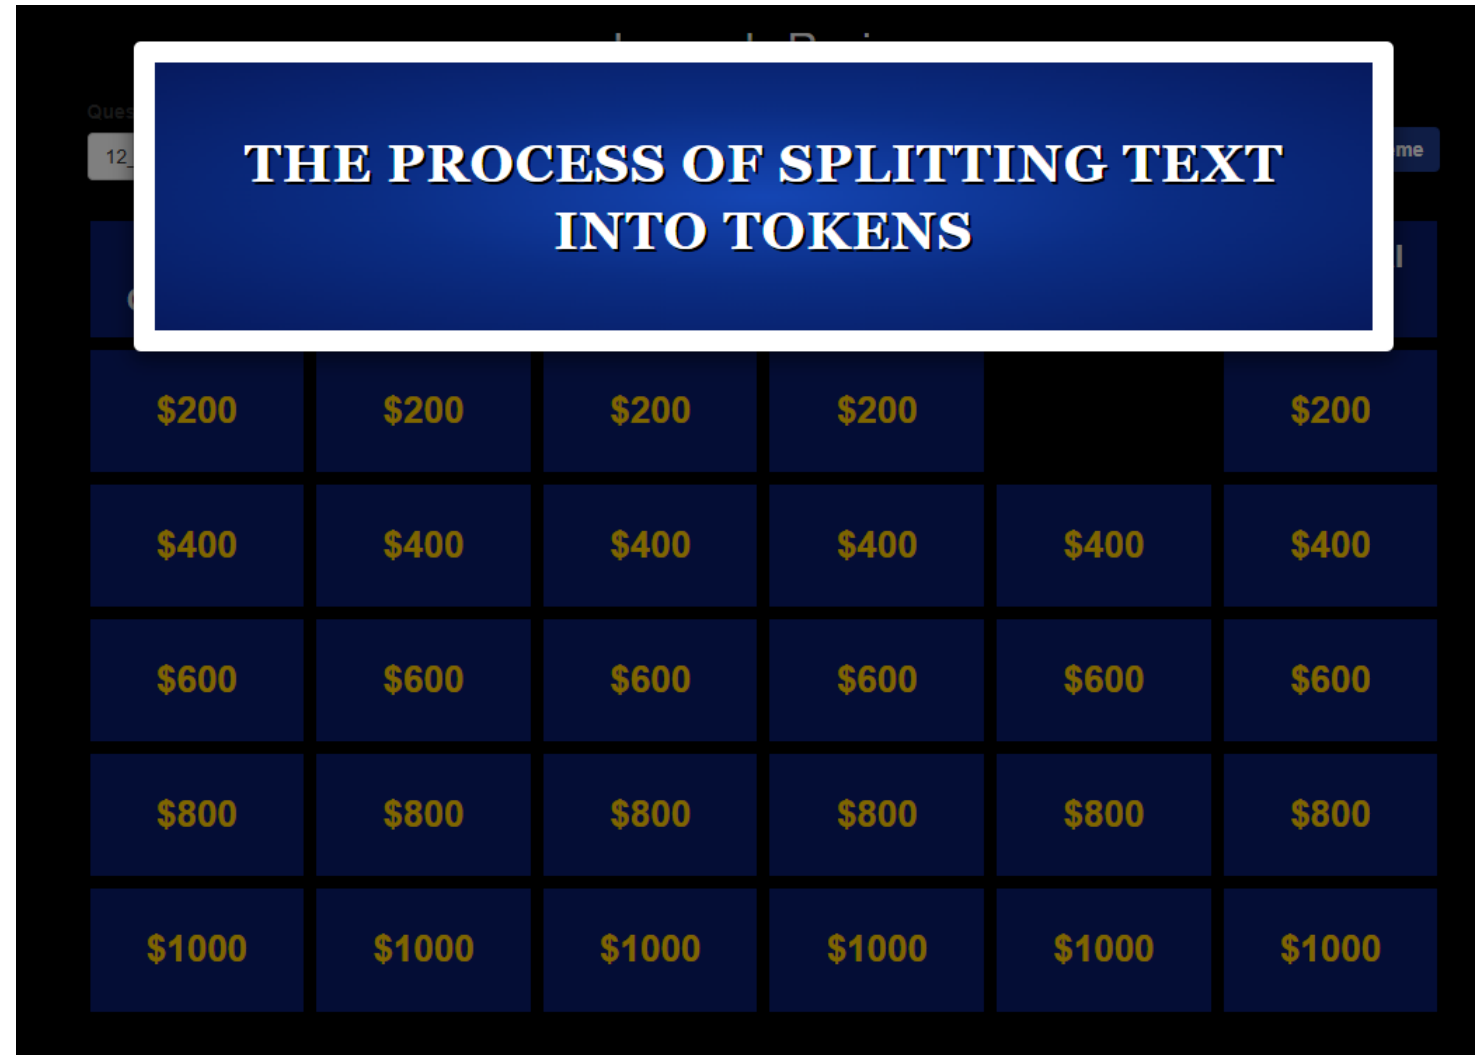 THE PROCESS OF SPLITTING TEXT
INTO TOKENS
12_
$200 $200 $200 $200 $200
$400 $400 $400 $400 $400 $400
$600 $600 $600 $600 $600 $600
$800 $800 $800 $800 $800 $800
$1000 $1000 $1000 $1000 $1000 $1000